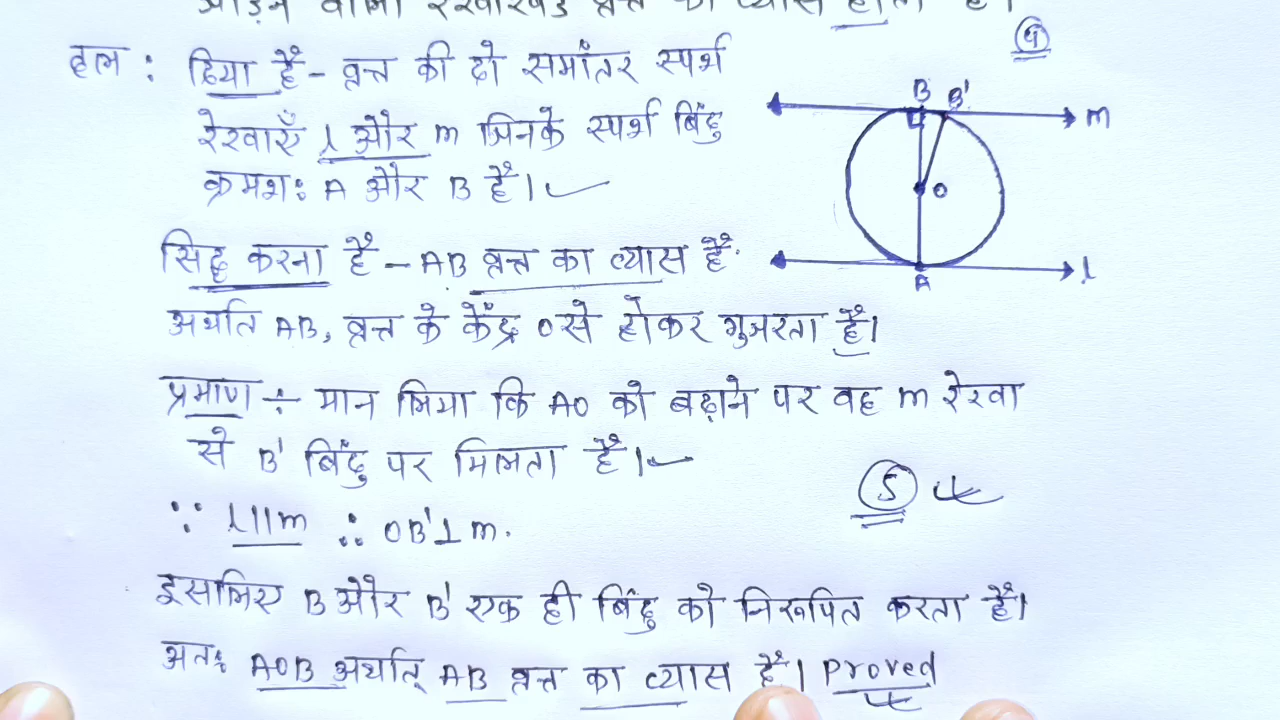 जोड़ने वाला रेखाखंड वृत्त का व्यास होता है।
(५)
हल : दिया है - वृत्त की दो समांतर स्पर्श
रेखाएँ l और m जिनके स्पर्श बिंदु
क्रमशः A और B है।
B B' m
O
A l
सिद्ध करना है - AB वृत्त का व्यास है
अर्थात AB, वृत्त के केंद्र O से होकर गुजरता है।
प्रमाण ÷ मान लिया कि AO को बढ़ाने पर वह m रेखा
से B' बिंदु पर मिलता है।
(5)
∵ l||m ∴ OB'⊥m.
इसलिए B और B' एक ही बिंदु को निरूपित करता है।
अतः AOB अर्थात् AB वृत्त का व्यास है। Proved